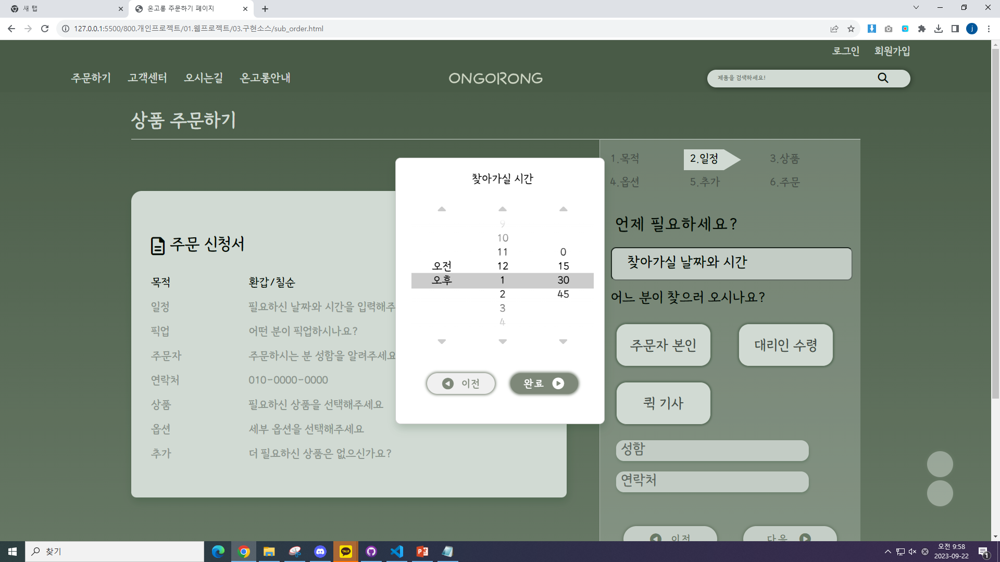 새 탭
온고롱 주문하기 페이지
127.0.0.1:5500/800.개인프로젝트/01.웹프로젝트/03.구현소스/sub_order.html
j
로그인 회원가입
주문하기 고객센터 오시는길 온고롱안내
ONGORONG
제품을 검색하세요!
상품 주문하기
1.목적 2.일정 3.상품
4.옵션 5.추가 6.주문
주문 신청서
목적 환갑/칠순
일정 필요하신 날짜와 시간을 입력해주
픽업 어떤 분이 픽업하시나요?
주문자 주문하시는 분 성함을 알려주세요
연락처 010-0000-0000
상품 필요하신 상품을 선택해주세요
옵션 세부 옵션을 선택해주세요
추가 더 필요하신 상품은 없으신가요?
찾아가실 시간
9
10
11 0
오전 12 15
오후 1 30
2 45
3
4
이전 완료
언제 필요하세요?
찾아가실 날짜와 시간
어느 분이 찾으러 오시나요?
주문자 본인 대리인 수령
퀵 기사
성함
연락처
이전 다음
찾기
TALK
오전 9:58
2023-09-22
1